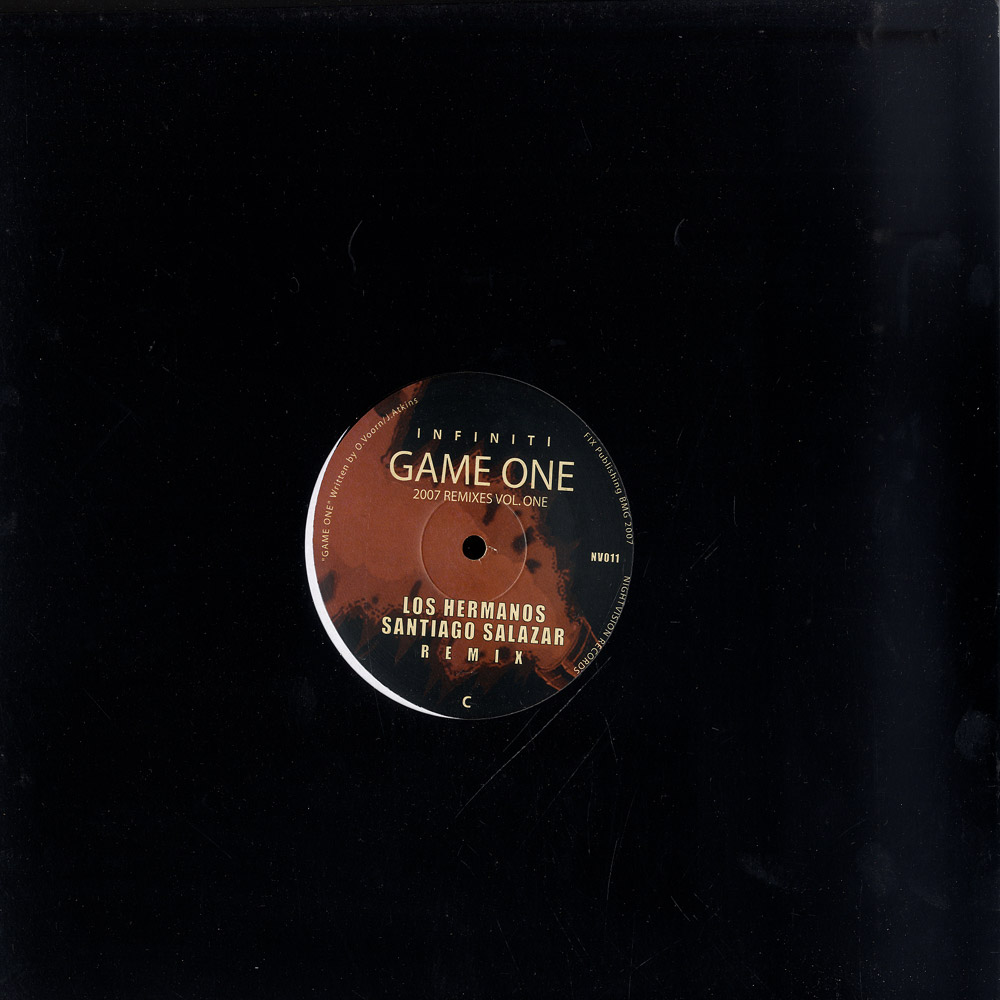 INFINITI
GAME ONE
2007 REMIXES VOL. ONE
"GAME ONE" Written by O.Voorn/J.Atkins
FIX Publishing BMG 2007
NV011
NIGHTVISION RECORDS
LOS HERMANOS
SANTIAGO SALAZAR
REMIX
C